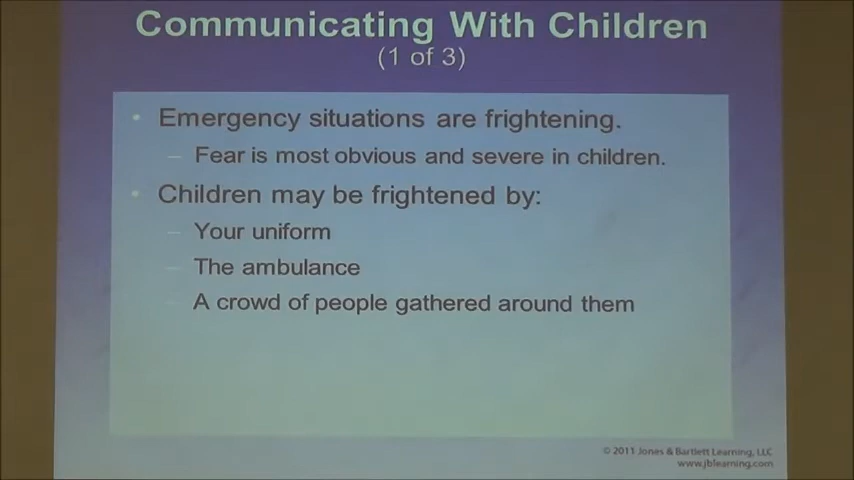 Communicating With Children
(1 of 3)
• Emergency situations are frightening.
– Fear is most obvious and severe in children.
• Children may be frightened by:
– Your uniform
– The ambulance
– A crowd of people gathered around them
© 2011 Jones & Bartlett Learning, LLC
www.jblearning.com